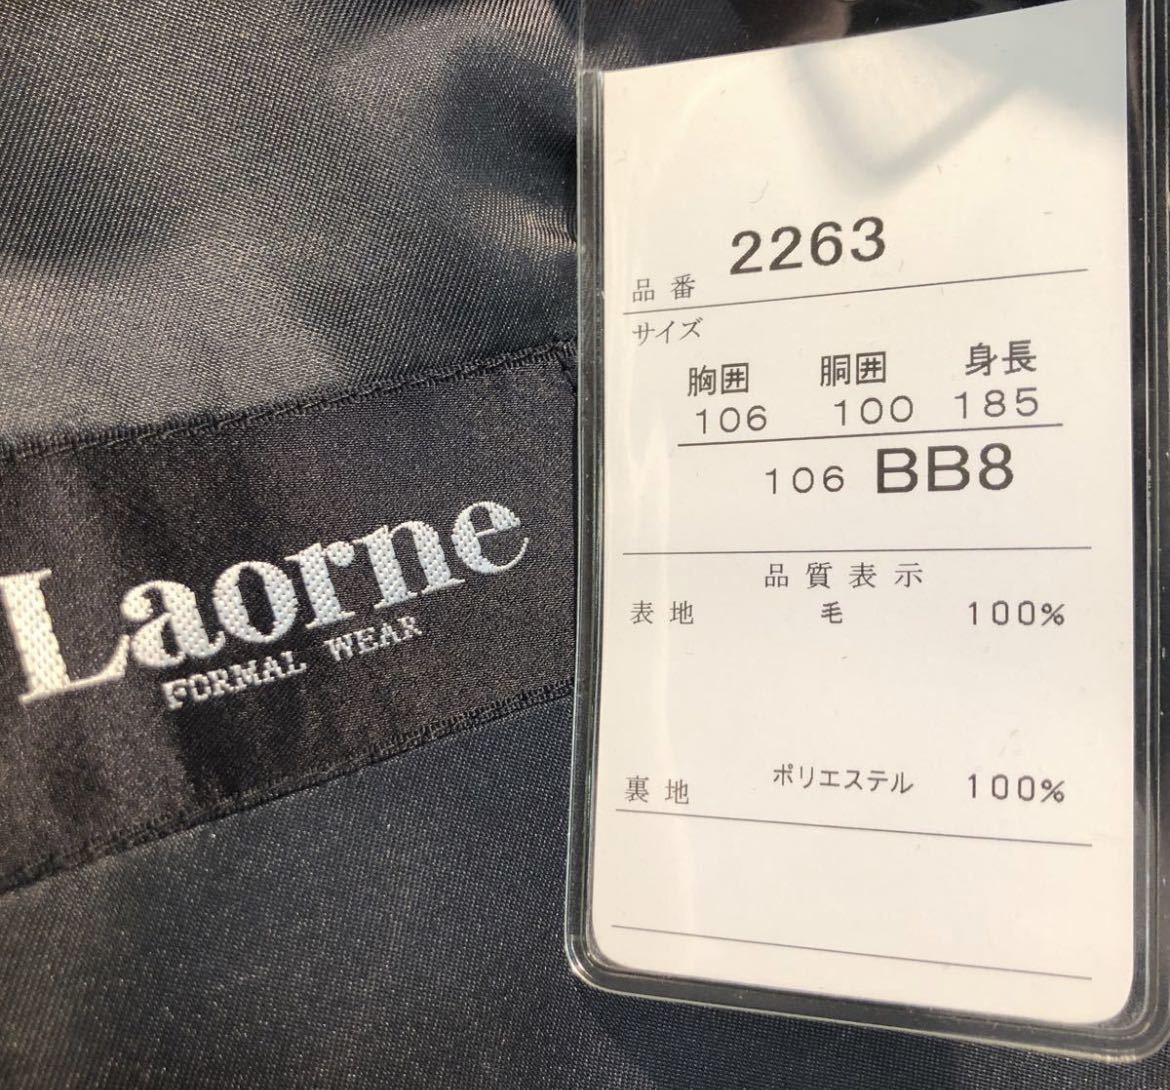 Laorne
FORMAL WEAR
2263
品番
サイズ
胸囲 胴囲 身長
106 100 185
106 BB8
品質表示
表地 毛 100%
裏地 ポリエステル 100%